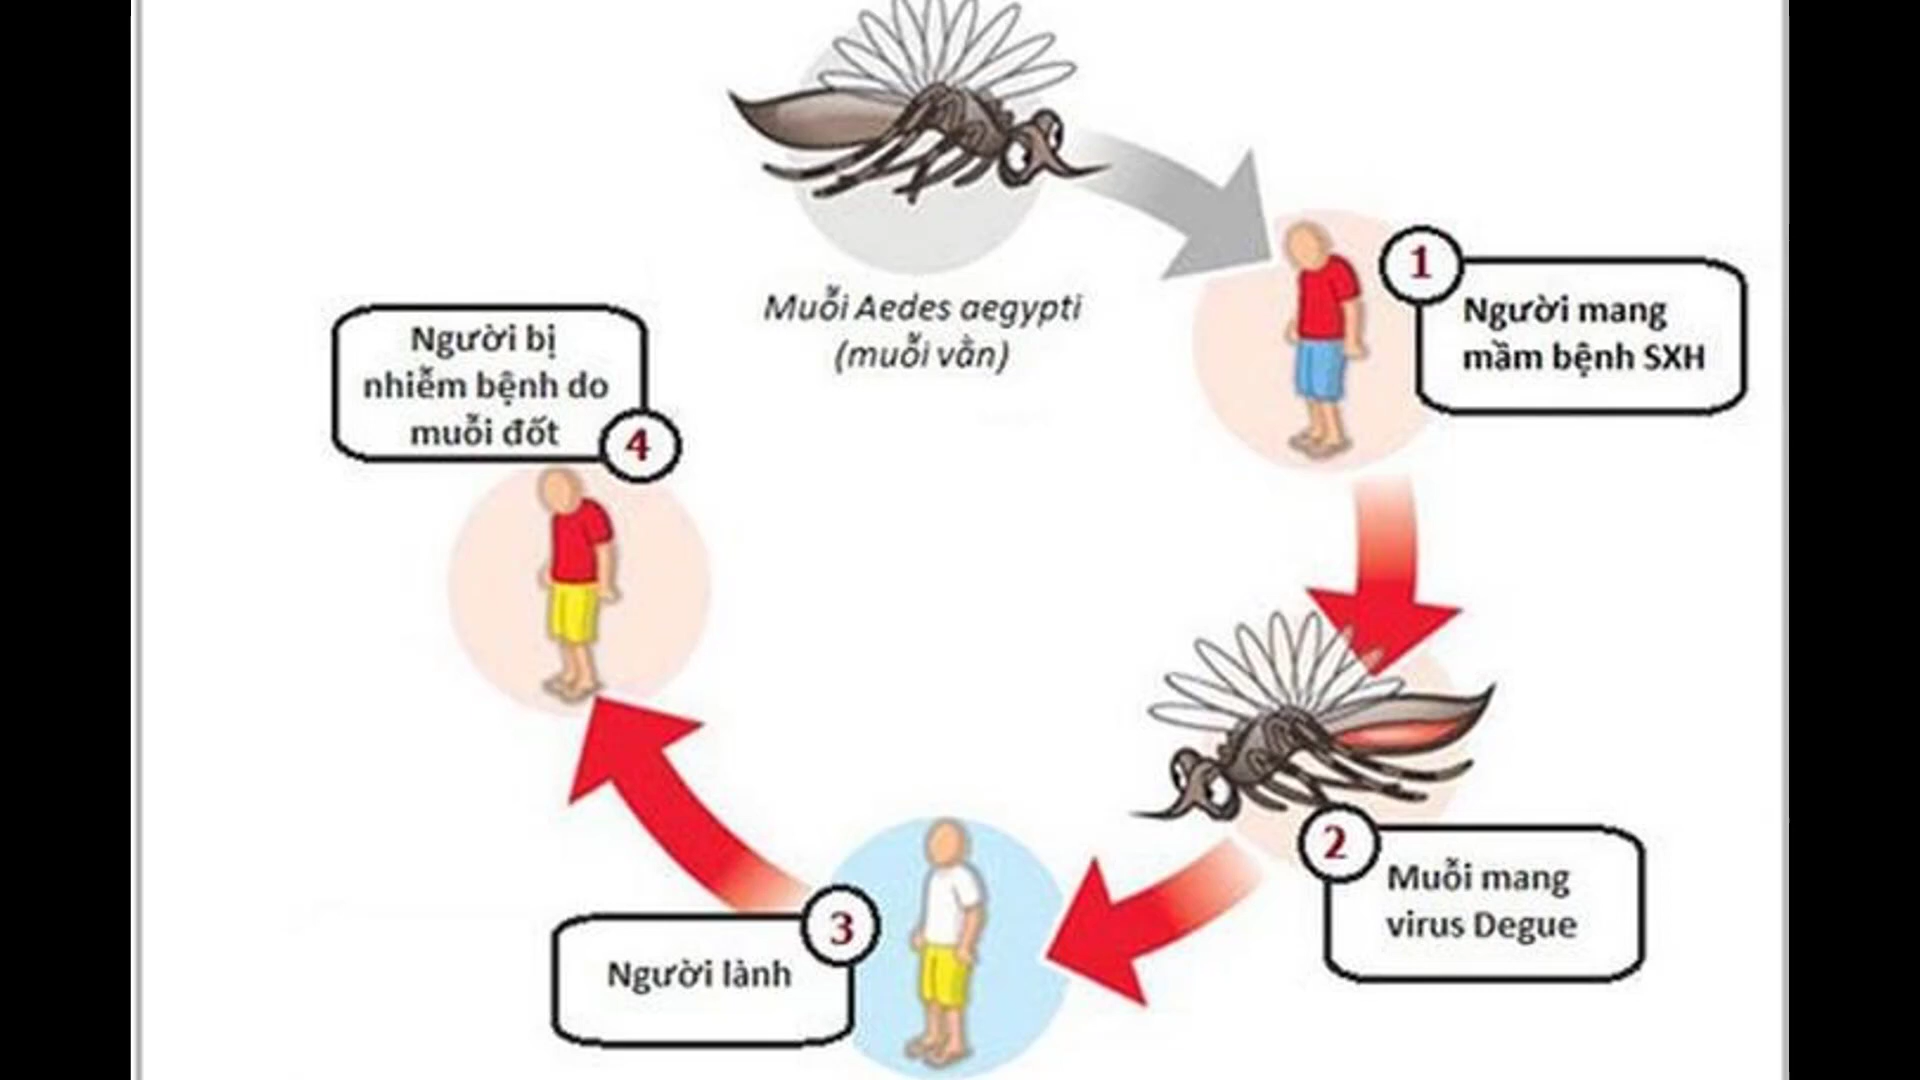 Muỗi Aedes aegypti
(muỗi vằn)
1
Người mang
mầm bệnh SXH
2
Muỗi mang
virus Degue
3
Người lành
4
Người bị
nhiễm bệnh do
muỗi đốt